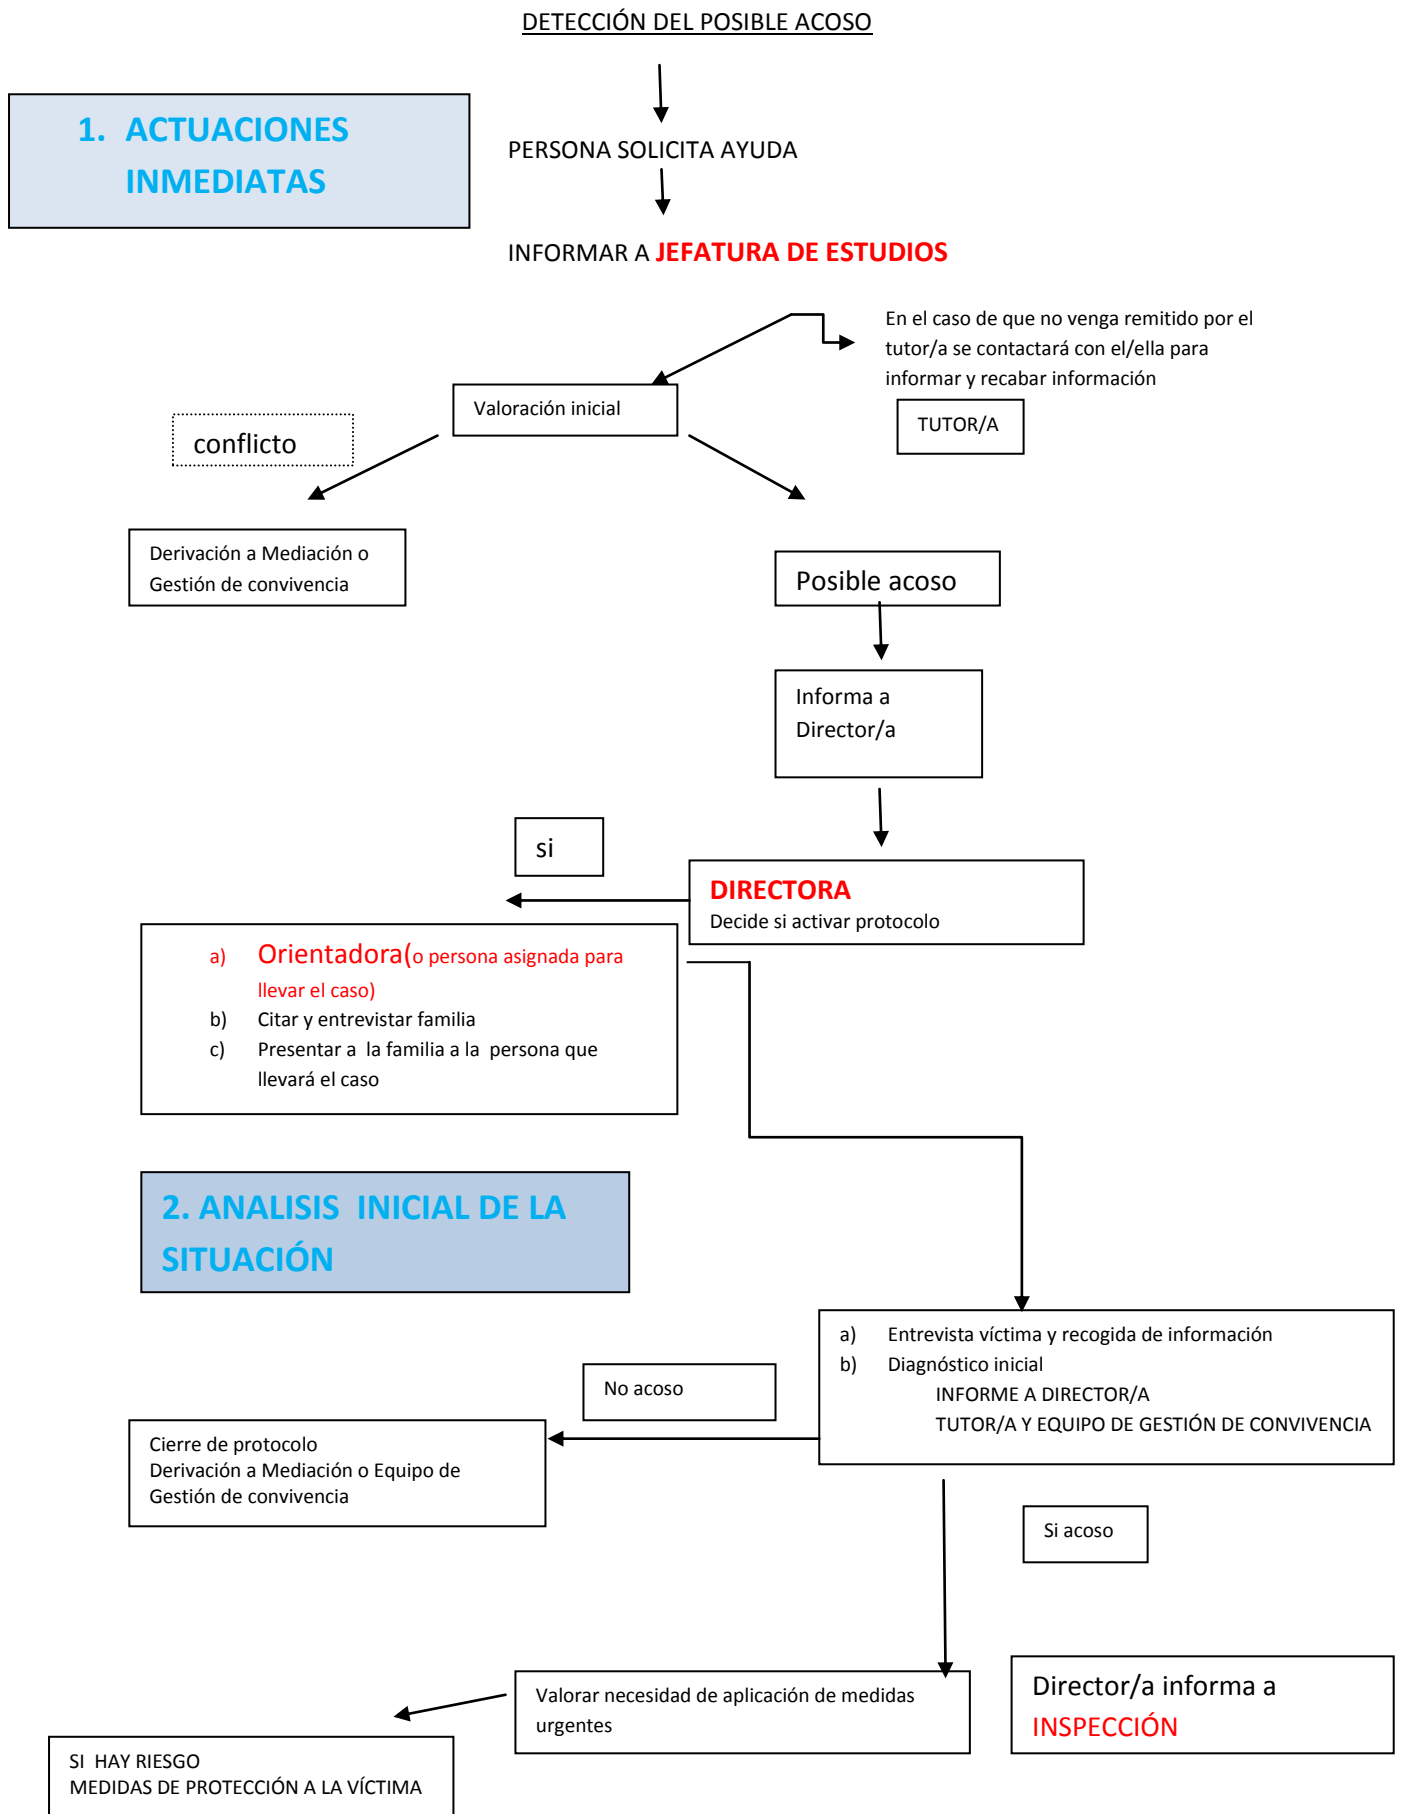 DETECCIÓN DEL POSIBLE ACOSO
1. ACTUACIONES
INMEDIATAS
PERSONA SOLICITA AYUDA
INFORMAR A JEFATURA DE ESTUDIOS
En el caso de que no venga remitido por el
tutor/a se contactará con el/ella para
informar y recabar información
Valoración inicial
TUTOR/A
conflicto
Derivación a Mediación o
Gestión de convivencia
Posible acoso
Informa a
Director/a
si
DIRECTORA
Decide si activar protocolo
a) Orientadora(o persona asignada para
llevar el caso)
b) Citar y entrevistar familia
c) Presentar a  la familia a la  persona que
llevará el caso
2. ANALISIS  INICIAL DE LA
SITUACIÓN
a) Entrevista víctima y recogida de información
b) Diagnóstico inicial
INFORME A DIRECTOR/A
TUTOR/A Y EQUIPO DE GESTIÓN DE CONVIVENCIA
No acoso
Cierre de protocolo
Derivación a Mediación o Equipo de
Gestión de convivencia
Si acoso
Valorar necesidad de aplicación de medidas
urgentes
Director/a informa a
INSPECCIÓN
SI  HAY RIESGO
MEDIDAS DE PROTECCIÓN A LA VÍCTIMA